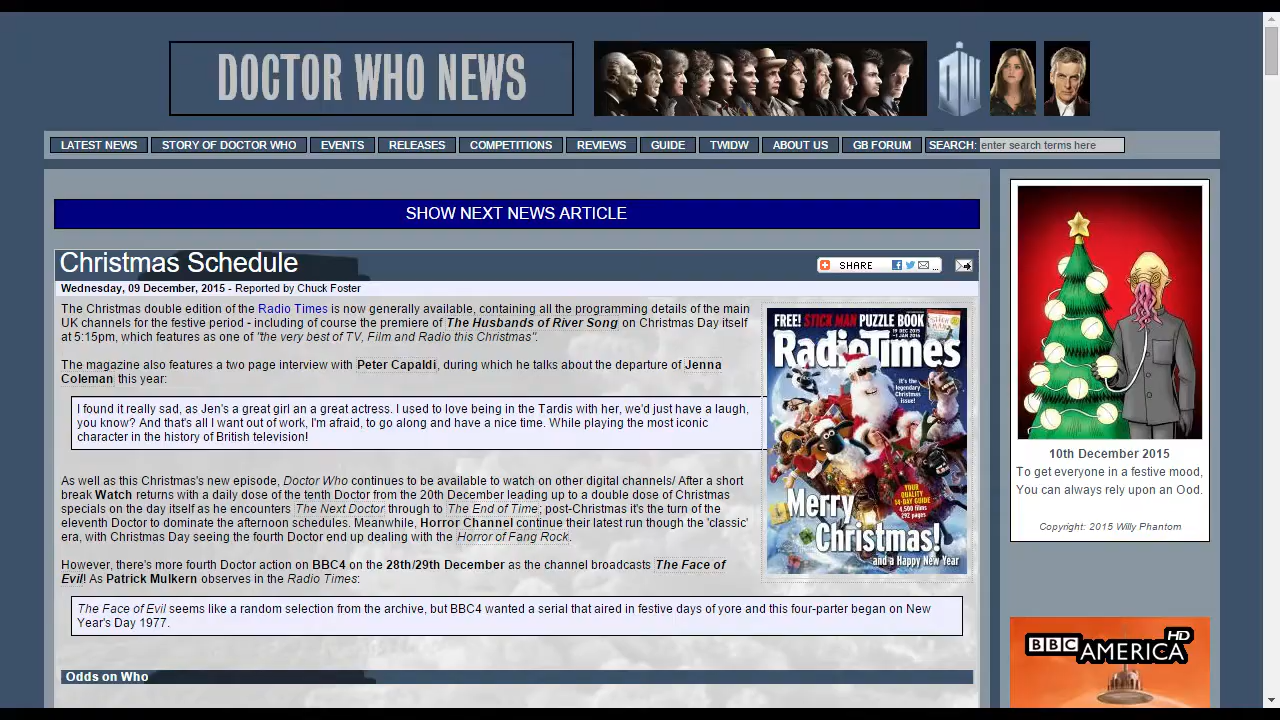 DOCTOR WHO NEWS
LATEST NEWS
STORY OF DOCTOR WHO
EVENTS
RELEASES
COMPETITIONS
REVIEWS
GUIDE
TWIDW
ABOUT US
GB FORUM
SEARCH: enter search terms here
SHOW NEXT NEWS ARTICLE
Christmas Schedule
SHARE
Wednesday, 09 December, 2015 - Reported by Chuck Foster
The Christmas double edition of the Radio Times is now generally available, containing all the programming details of the main
UK channels for the festive period - including of course the premiere of The Husbands of River Song on Christmas Day itself
at 5:15pm, which naturally is one of "the very best of TV, Film and Radio this Christmas".
The magazine also features a two page interview with Peter Capaldi, during which he talks about the departure of Jenna
Coleman this year:
I found it really sad, as Jen's a great girl an a great actress. I used to love being in the Tardis with her, we'd just have a laugh,
you know? And that's all I want out of work, I'm afraid, to go along and have a nice time. While playing the most iconic
character in the history of British television!
As well as this Christmas's new episode, Doctor Who continues to be available to watch on other digital channels/ After a short
break Watch returns with a daily dose of the tenth Doctor from the 20th December leading up to a double dose of Christmas
specials on the day itself as he encounters The Next Doctor through to The End of Time; post-Christmas it's the turn of the
eleventh Doctor to dominate the afternoon schedules. Meanwhile, Horror Channel continue their latest run though the 'classic'
era, with Christmas Day seeing the fourth Doctor end up dealing with the Horror of Fang Rock.
However, there's more fourth Doctor action on BBC4 on the 28th/29th December as the channel broadcasts The Face of
Evil! As Patrick Mulkern observes in the Radio Times:
The Face of Evil seems like a random selection from the archive, but BBC4 wanted a serial that aired in festive days of yore and this four-parter began on New
Year's Day 1977.
Odds on Who
FREE! STICK MAN PUZZLE BOOK
RadioTimes
It's the
legendary
Christmas
issue!
YOUR
QUALITY
14-DAY GUIDE
4,500 films
292 pages
Merry
Christmas!
and a Happy New Year
10th December 2015
To get everyone in a festive mood,
You can always rely upon an Ood.
Copyright: 2015 Willy Phantom
BBC AMERICA HD